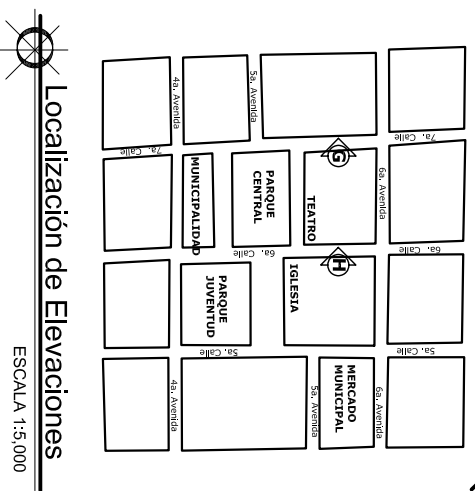 4a. Avenida
5a. Avenida
7a. Calle
7a. Calle
MUNICIPALIDAD
PARQUE
CENTRAL
TEATRO
G
6a. Avenida
6a. Calle
6a. Calle
PARQUE
JUVENTUD
IGLESIA
H
5a. Calle
5a. Calle
4a. Avenida
5a. Avenida
MERCADO
MUNICIPAL
6a. Avenida
Localización de Elevaciones
ESCALA 1:5,000